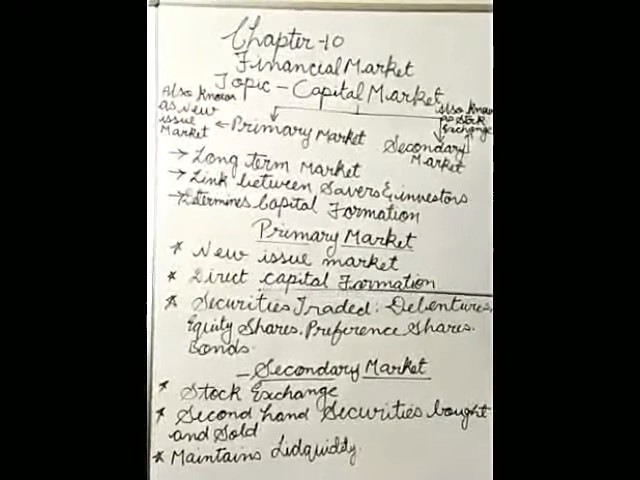 Chapter-10
Financial Market
Topic - Capital Market
Also Known as New issue Market ← Primary Market
Secondary Market
also Known as Stock Exchange
→ Long term Market
→ Link between Savers & investors
→ Determines Capital Formation
Primary Market
* New issue market
* Direct capital Formation
* Securities Traded: Debentures,
Equity Shares, Preference Shares.
Bonds.
- Secondary Market
* Stock Exchange
* Second hand Securities bought
and Sold
* Maintains Lidquidity.